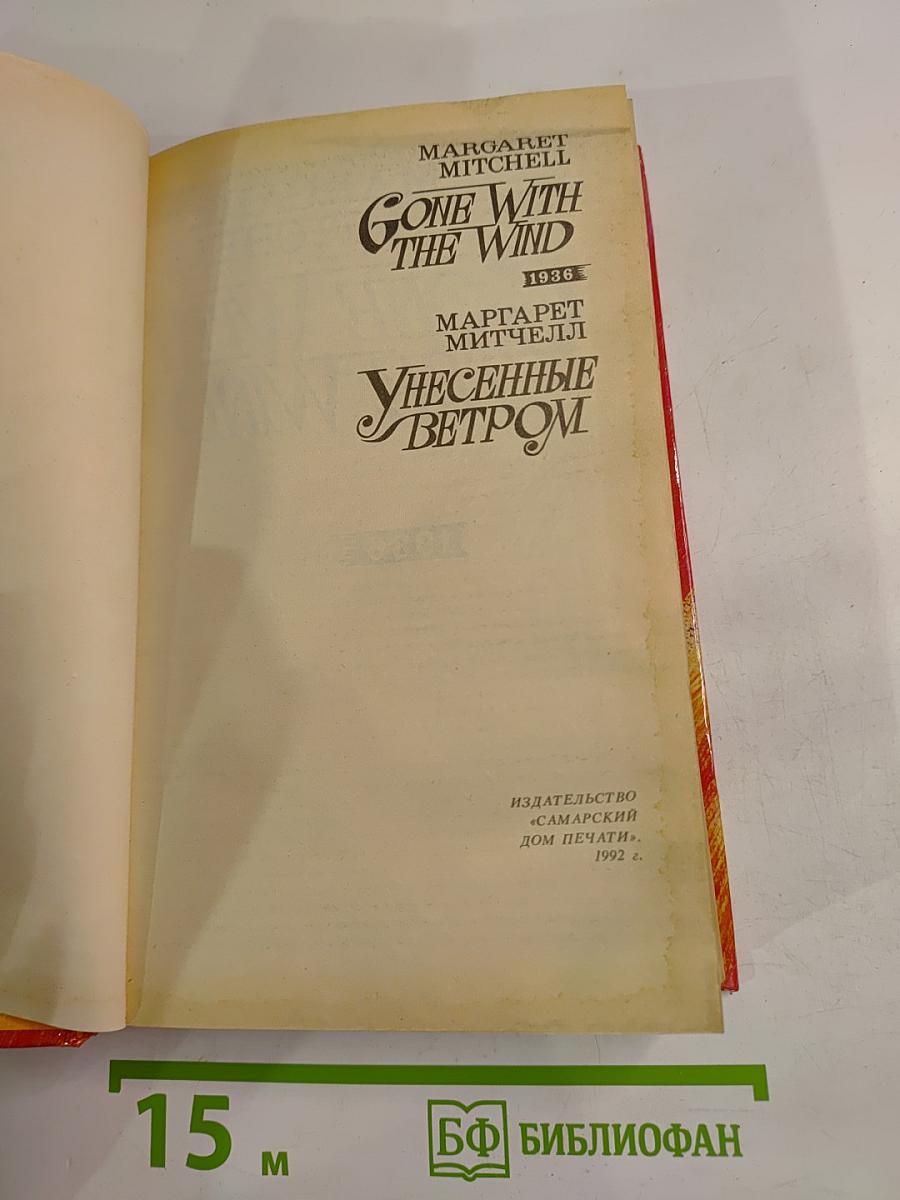 MARGARET
MITCHELL
GONE WITH
THE WIND
1936
МАРГАРЕТ
МИТЧЕЛЛ
УНЕСЕННЫЕ
ВЕТРОМ
ИЗДАТЕЛЬСТВО
«САМАРСКИЙ
ДОМ ПЕЧАТИ».
1992 г.
15 м
БФ БИБЛИОФАН